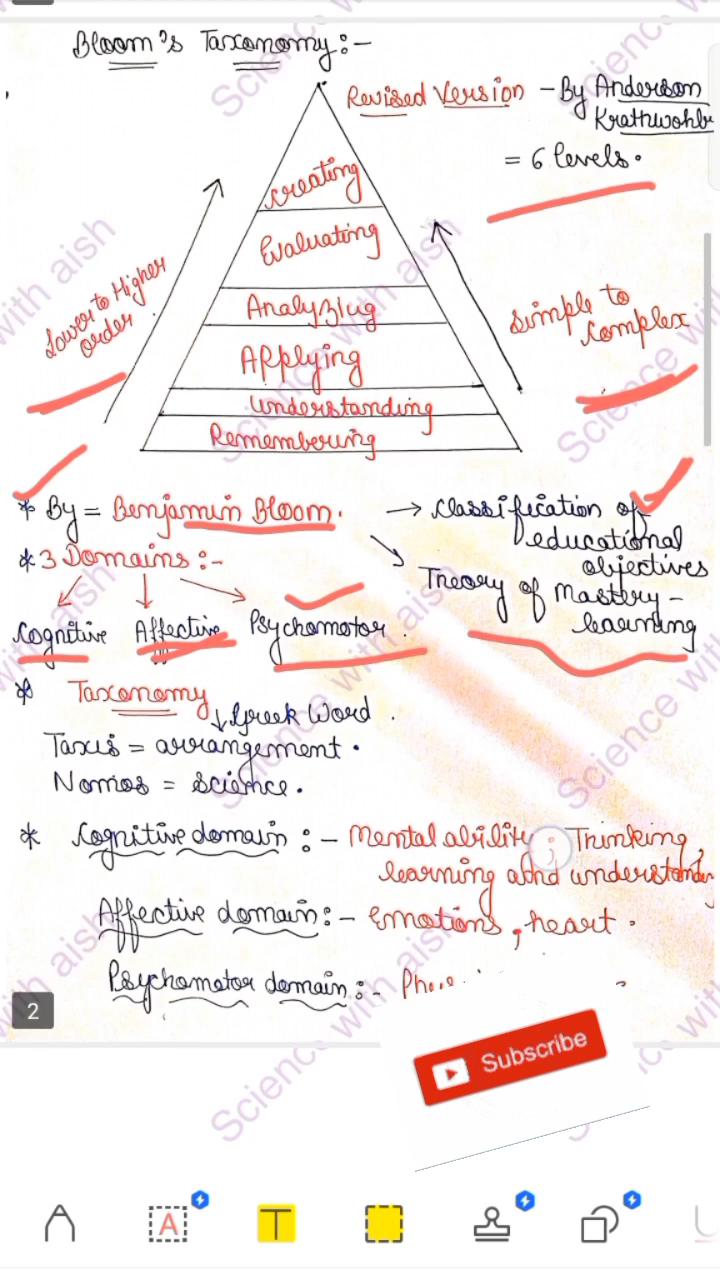 Bloom's Taxonomy:-
Revised Version - By Anderson
Krathwohl
= 6 levels.
Creating
Evaluating
Analyzing
Applying
Understanding
Remembering
Lower to Higher
order
Simple to
Complex
* By = Benjamin Bloom.
→ Classification of
educational
objectives
Theory of Mastery-
learning
* 3 Domains:-
Cognitive Affective Psychomotor.
* Taxonomy
↓ Greek Word.
Taxis = arrangement.
Nomos = science.
* Cognitive domain:- Mental ability; Thinking,
learning and
Affective domain:- Emotions, heart.
Psychomotor domain:-
2
Subscribe
Science with aish
A
T